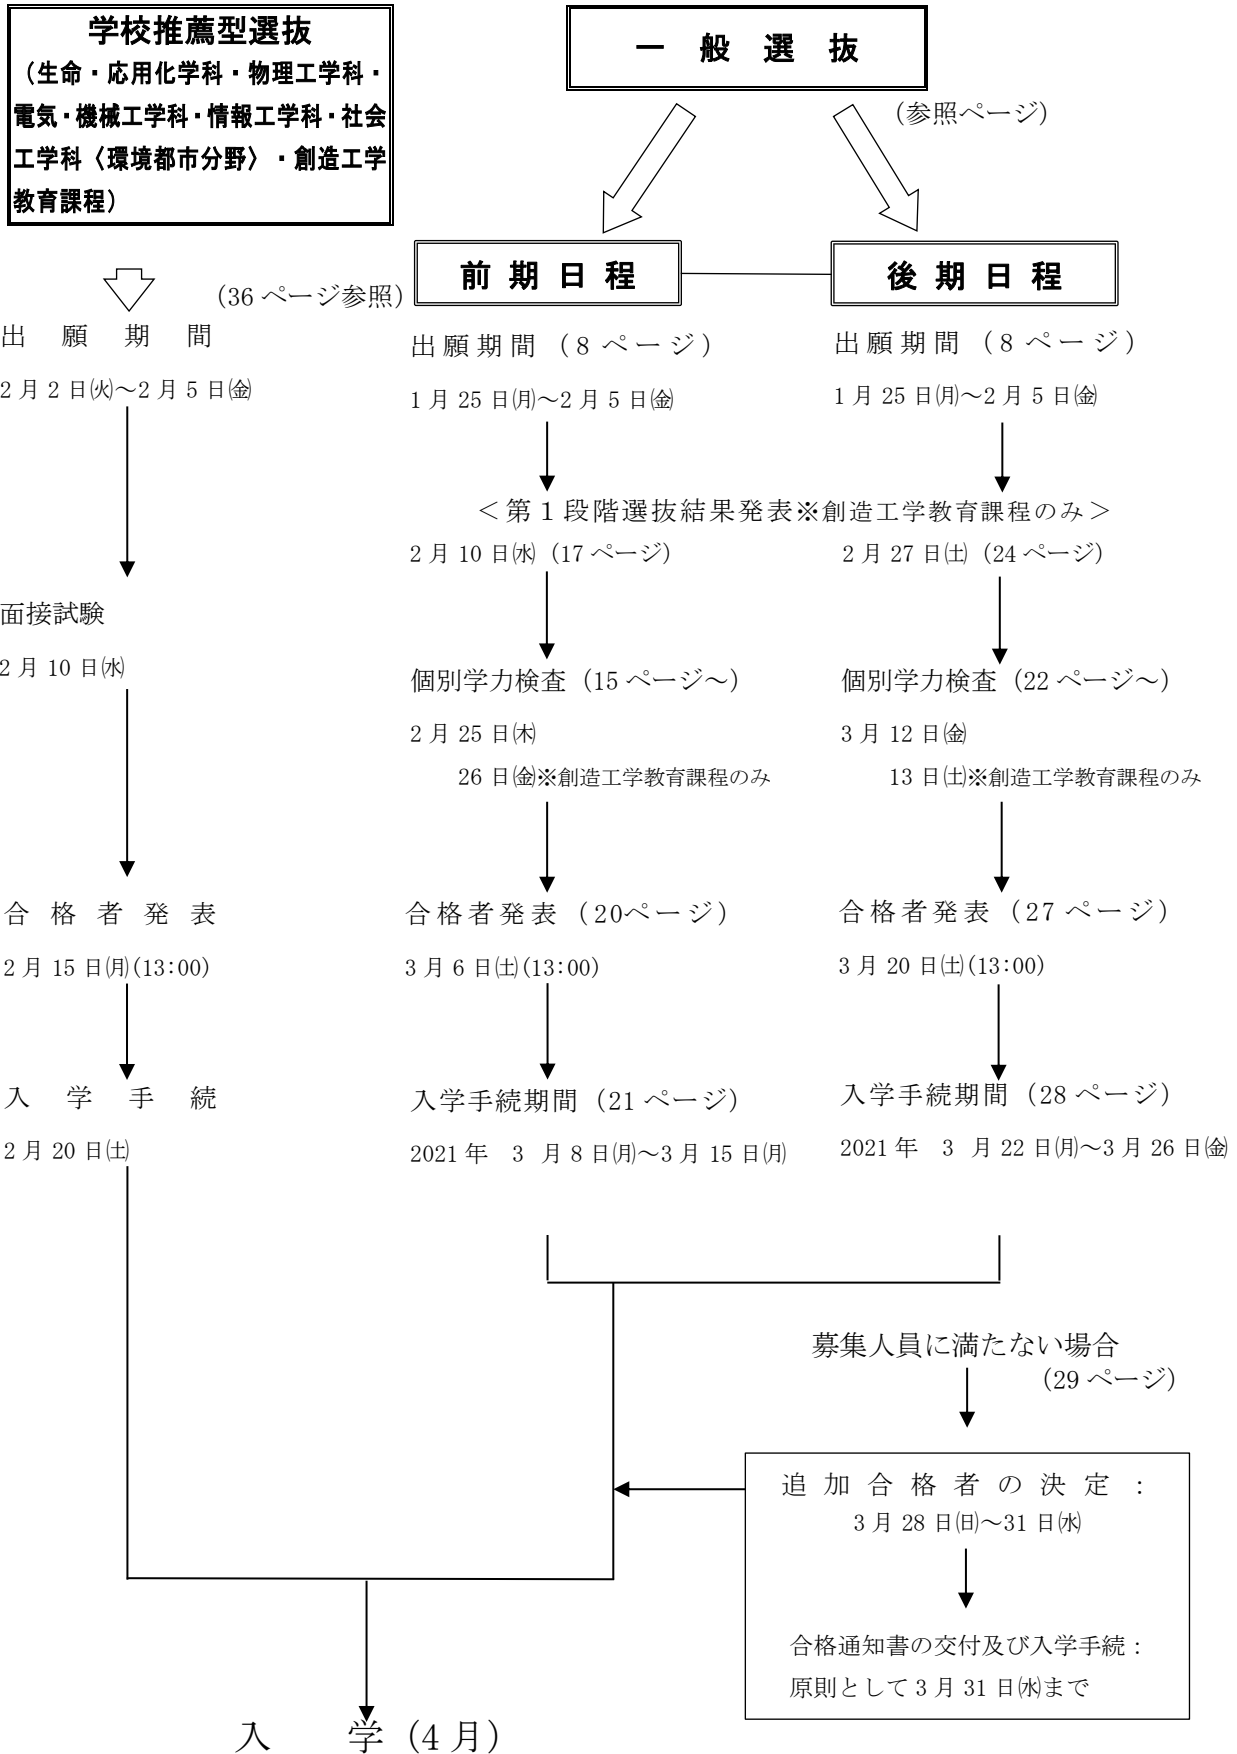 学校推薦型選抜
（生命・応用化学科・物理工学科・
電気・機械工学科・情報工学科・社会
工学科〈環境都市分野〉・創造工学
教育課程）
(36 ページ参照)
出　願　期　間
2 月 2 日㈫～2 月 5 日㈮
面接試験
2 月 10 日㈬
合 格 者 発 表
2 月 15 日㈪(13:00)
入　学　手　続
2 月 20 日㈯
一 般 選 抜
(参照ページ)
前 期 日 程
後 期 日 程
出願期間（8 ページ）
1 月 25 日㈪～2 月 5 日㈮
出願期間（8 ページ）
1 月 25 日㈪～2 月 5 日㈮
＜第１段階選抜結果発表※創造工学教育課程のみ＞
2 月 10 日㈬（17 ページ）
2 月 27 日㈯（24 ページ）
個別学力検査（15 ページ～）
2 月 25 日㈭
26 日㈮※創造工学教育課程のみ
個別学力検査（22 ページ～）
3 月 12 日㈮
13 日㈯※創造工学教育課程のみ
合格者発表（20ページ）
3 月 6 日㈯(13:00)
合格者発表（27 ページ）
3 月 20 日㈯(13:00)
入学手続期間（21 ページ）
2021 年　3　月 8 日㈪～3 月 15 日㈪
入学手続期間（28 ページ）
2021 年　3　月 22 日㈪～3 月 26 日㈮
募集人員に満たない場合
（29 ページ）
追 加 合 格 者 の 決 定 ：
3 月 28 日㈰～31 日㈬
合格通知書の交付及び入学手続：
原則として 3 月 31 日㈬まで
入　　学（4 月）